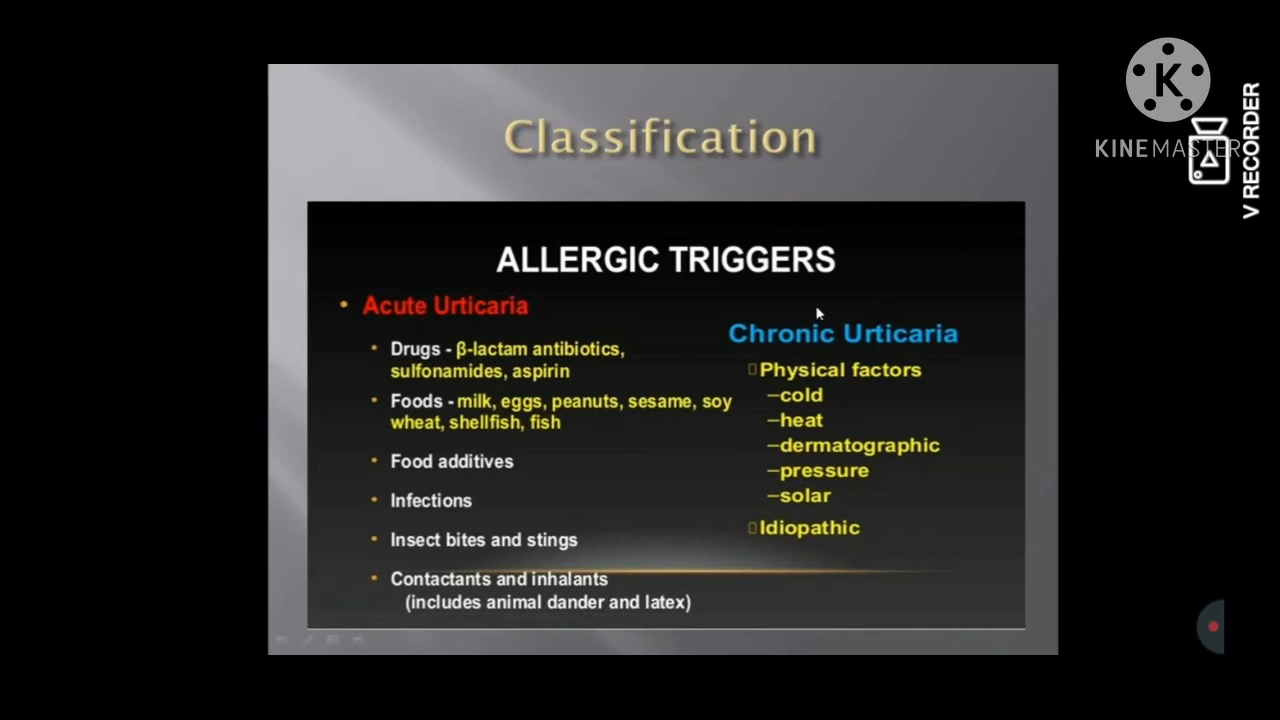 Classification
ALLERGIC TRIGGERS
• Acute Urticaria
• Drugs - β-lactam antibiotics,
sulfonamides, aspirin
• Foods - milk, eggs, peanuts, sesame, soy
wheat, shellfish, fish
• Food additives
• Infections
• Insect bites and stings
• Contactants and inhalants
(includes animal dander and latex)
Chronic Urticaria
Physical factors
–cold
–heat
–dermatographic
–pressure
–solar
Idiopathic
K
KINEMASTER
V RECORDER